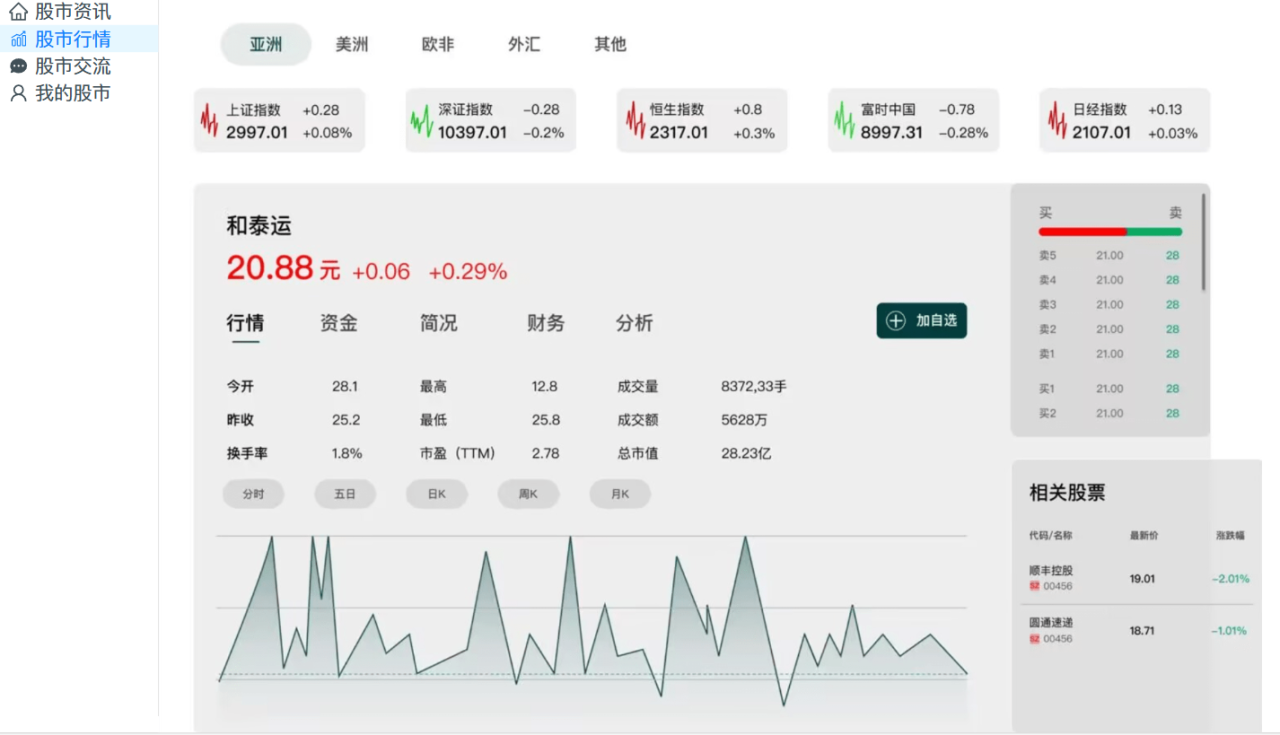 股市资讯
股市行情
股市交流
我的股市
亚洲 美洲 欧非 外汇 其他
上证指数 +0.28
2997.01 +0.08%
深证指数 -0.28
10397.01 -0.2%
恒生指数 +0.8
2317.01 +0.3%
富时中国 -0.78
8997.31 -0.28%
日经指数 +0.13
2107.01 +0.03%
和泰运
20.88 元 +0.06 +0.29%
行情 资金 简况 财务 分析
加自选
今开 28.1 最高 12.8 成交量 8372,33手
昨收 25.2 最低 25.8 成交额 5628万
换手率 1.8% 市盈（TTM) 2.78 总市值 28.23亿
分时 五日 日K 周K 月K
买 卖
卖5 21.00 28
卖4 21.00 28
卖3 21.00 28
卖2 21.00 28
卖1 21.00 28
买1 21.00 28
买2 21.00 28
相关股票
代码/名称 最新价 涨跌幅
顺丰控股 19.01 -2.01%
00456
圆通速递 18.71 -1.01%
00456